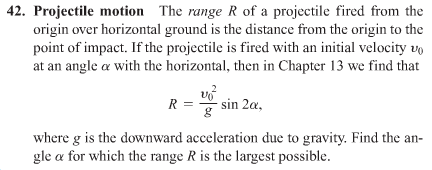 42. Projectile motion The range R of a projectile fired from the
origin over horizontal ground is the distance from the origin to the
point of impact. If the projectile is fired with an initial velocity v₀
at an angle α with the horizontal, then in Chapter 13 we find that
R = v₀²/g sin 2α,
where g is the downward acceleration due to gravity. Find the an-
gle α for which the range R is the largest possible.